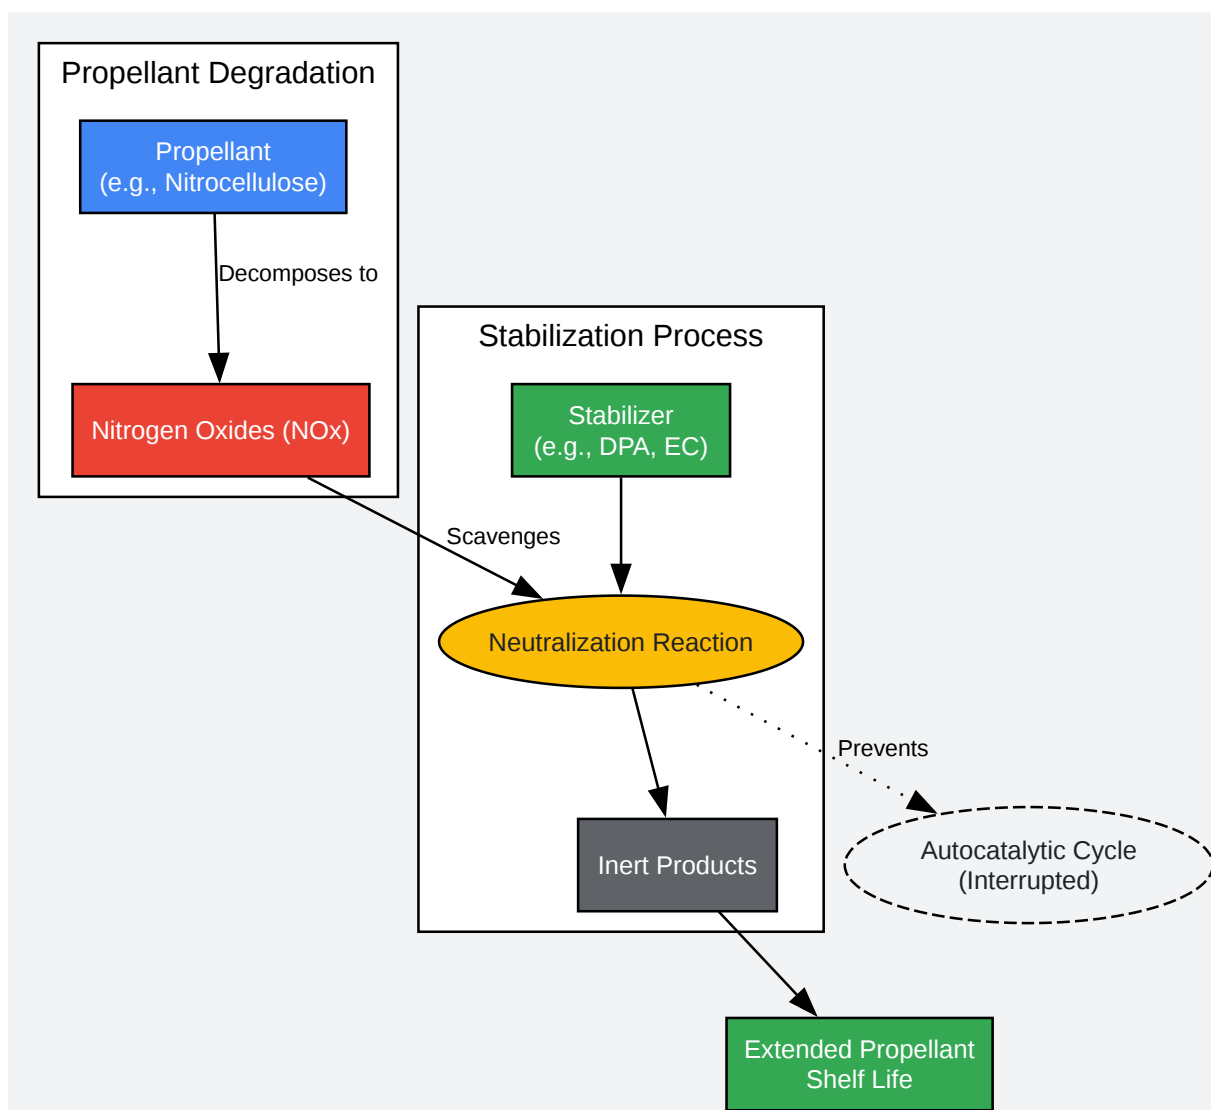 Propellant Degradation
Propellant
(e.g., Nitrocellulose)
Decomposes to
Nitrogen Oxides (NOx)
Stabilization Process
Stabilizer
(e.g., DPA, EC)
Scavenges
Neutralization Reaction
Prevents
Inert Products
Autocatalytic Cycle
(Interrupted)
Extended Propellant
Shelf Life